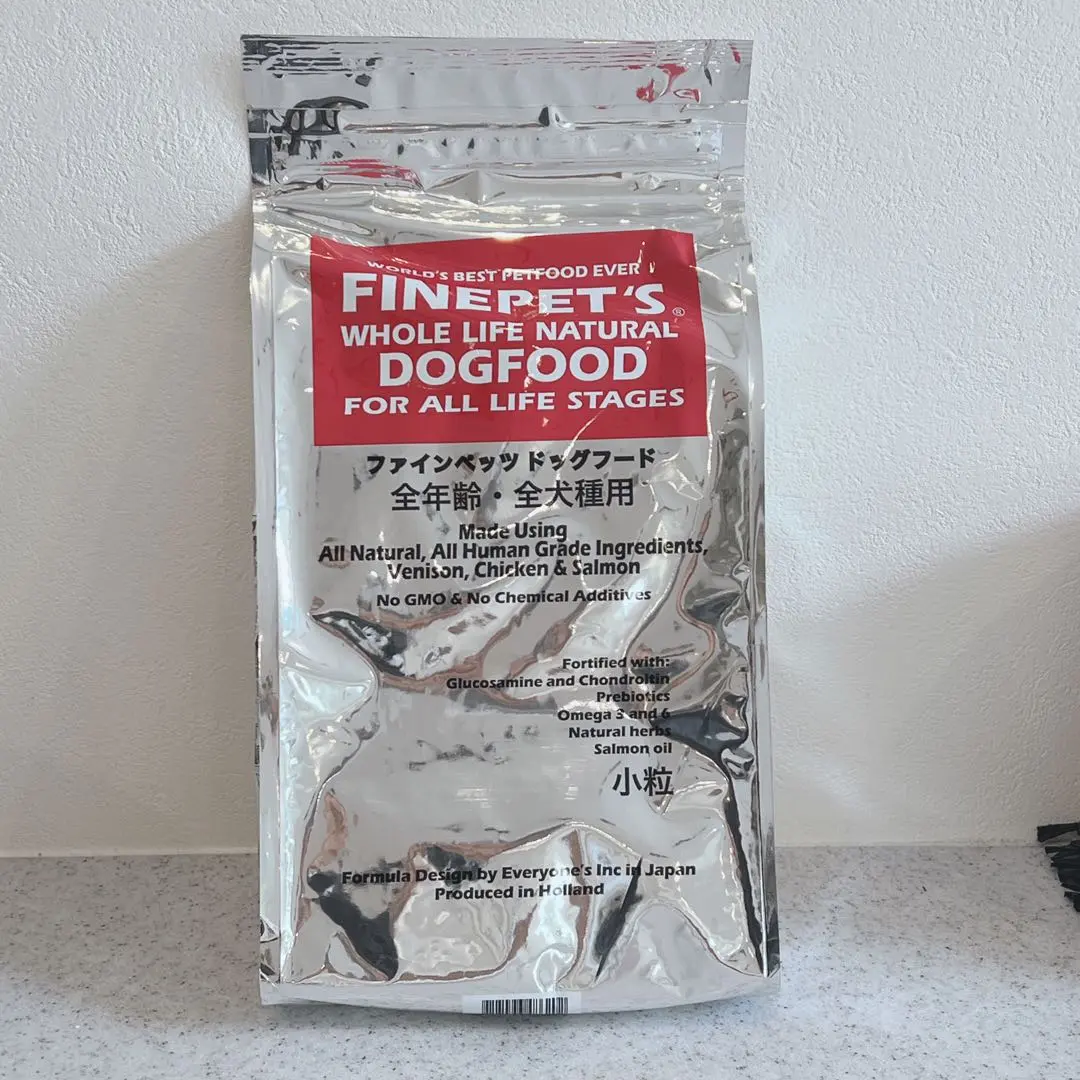 WORLD'S BEST PETFOOD EVER
FINEPET'S®
WHOLE LIFE NATURAL
DOGFOOD
FOR ALL LIFE STAGES
ファインペッツ ドッグフード
全年齢・全犬種用
Made Using
All Natural, All Human Grade Ingredients,
Venison, Chicken & Salmon
No GMO & No Chemical Additives
Fortified with:
Glucosamine and Chondroitin
Prebiotics
Omega 3 and 6
Natural herbs
Salmon oil
小粒
Formula Design by Everyone's Inc in Japan
Produced in Holland